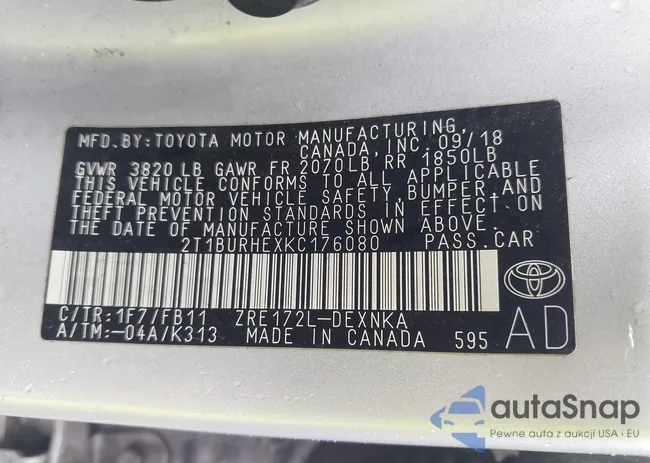 MFD.BY:TOYOTA MOTOR MANUFACTURING,
CANADA, INC. 09/18
GVWR 3820LB GAWR FR 2070LB RR 1850LB
THIS VEHICLE CONFORMS TO ALL APPLICABLE
FEDERAL MOTOR VEHICLE SAFETY, BUMPER, AND
THEFT PREVENTION STANDARDS IN EFFECT ON
THE DATE OF MANUFACTURE SHOWN ABOVE.
2T1BURHEXKC176080 PASS.CAR
C/TR:1F7/FB11 ZRE172L-DEXNKA
A/TM:-04A/K313 MADE IN CANADA 595 AD
autaSnap
Pewne auta z aukcji USA i EU